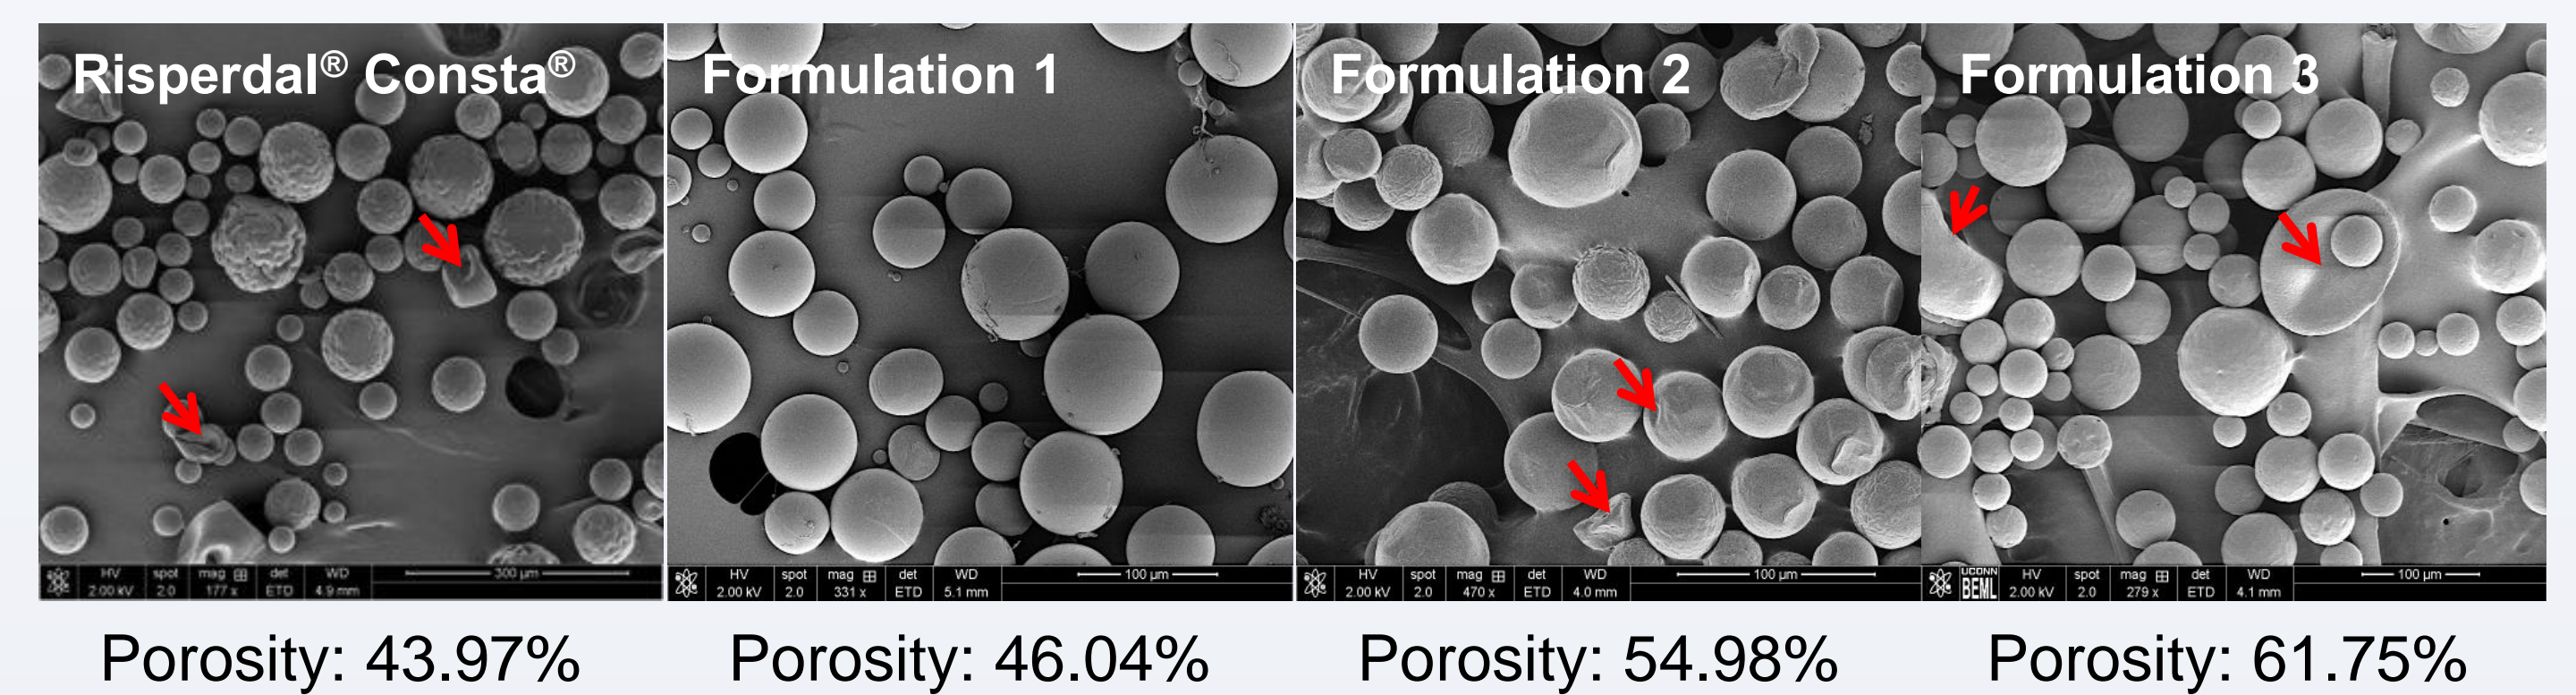 Risperdal® Consta®
Formulation 1
Formulation 2
Formulation 3
HV spot mag det WD
2.00 kV 2.0 177 x ETD 4.9 mm
300 µm
HV spot mag det WD
2.00 kV 2.0 331 x ETD 5.1 mm
100 µm
HV spot mag det WD
2.00 kV 2.0 470 x ETD 4.0 mm
100 µm
UCONN
BEML
HV spot mag det WD
2.00 kV 2.0 279 x ETD 4.1 mm
100 µm
Porosity: 43.97%
Porosity: 46.04%
Porosity: 54.98%
Porosity: 61.75%